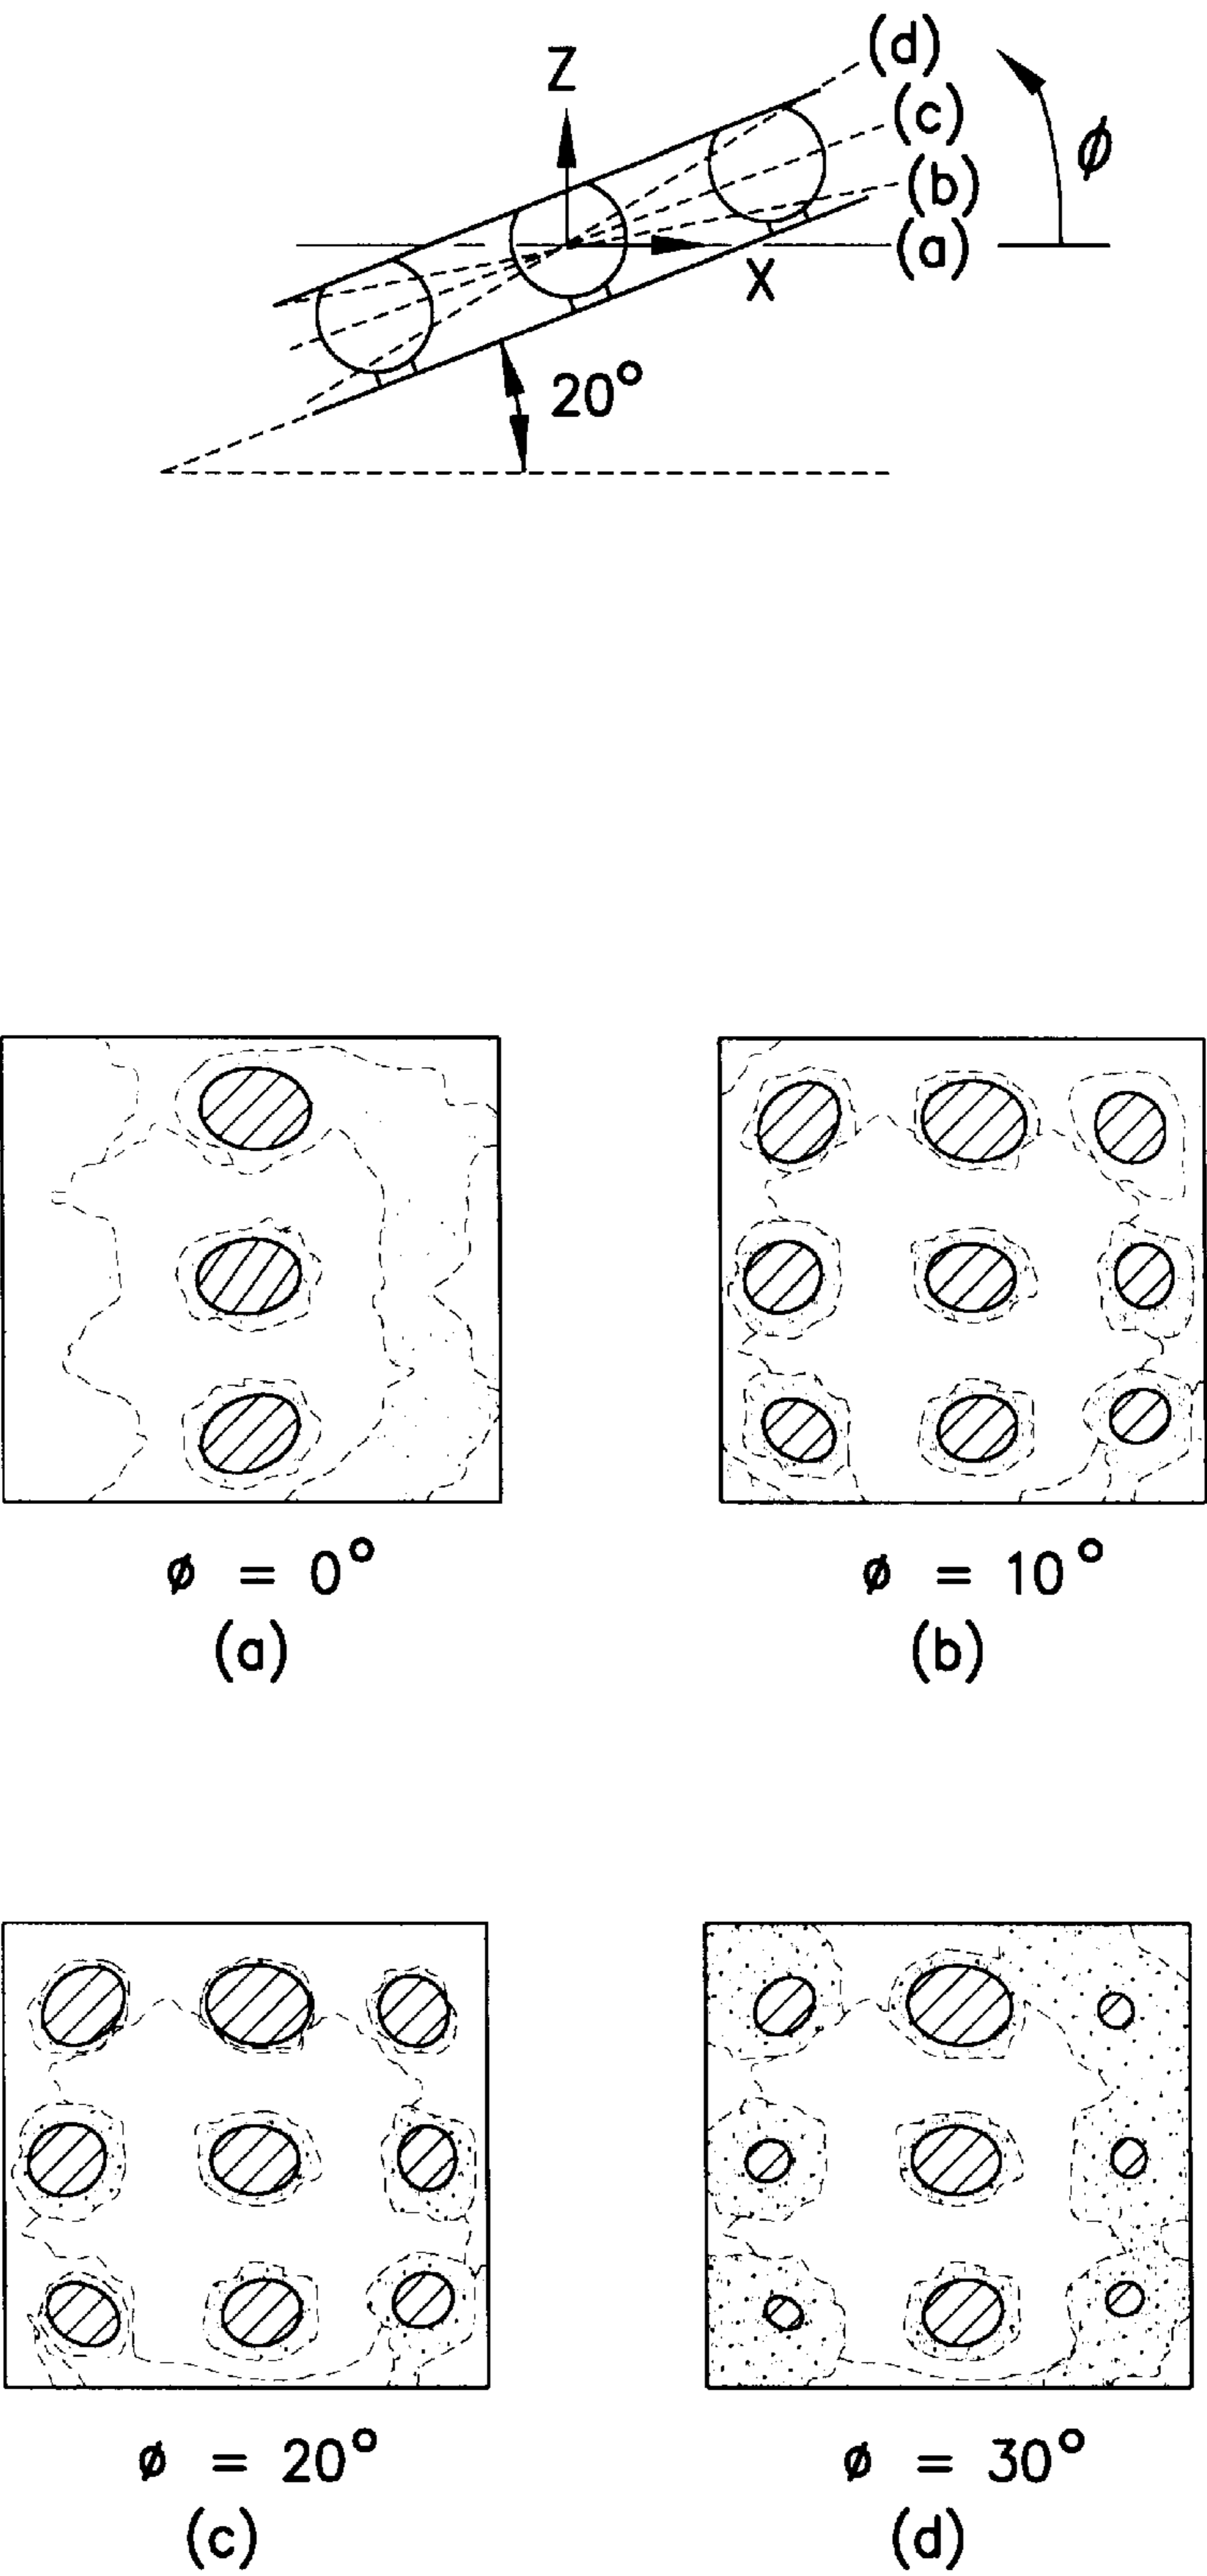 Z
(d)
(c)
(b)
(a)
ϕ
X
20°
ø = 0°
(a)
ø = 10°
(b)
ø = 20°
(c)
ø = 30°
(d)